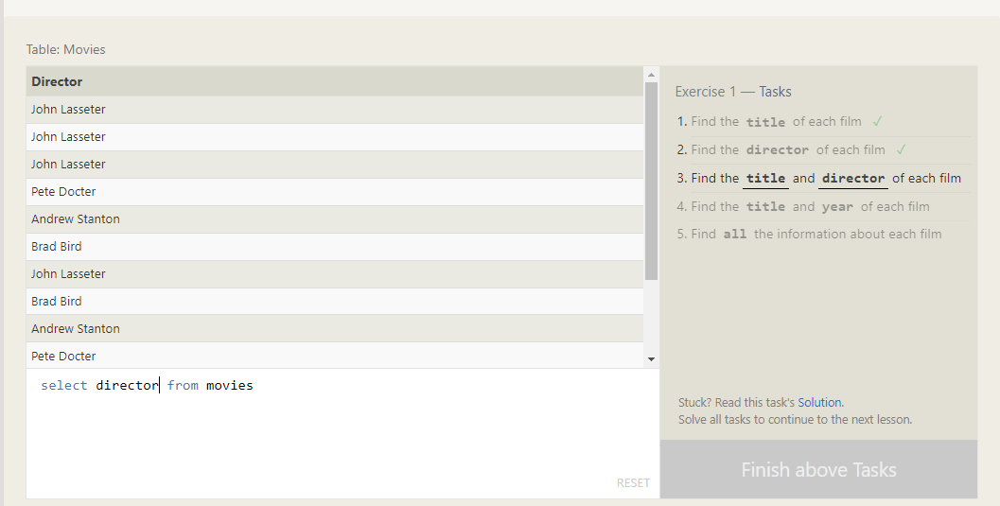 Table: Movies
Director
John Lasseter
John Lasseter
John Lasseter
Pete Docter
Andrew Stanton
Brad Bird
John Lasseter
Brad Bird
Andrew Stanton
Pete Docter
select director from movies
RESET
Exercise 1 — Tasks
1. Find the title of each film ✓
2. Find the director of each film ✓
3. Find the title and director of each film
4. Find the title and year of each film
5. Find all the information about each film
Stuck? Read this task's Solution.
Solve all tasks to continue to the next lesson.
Finish above Tasks